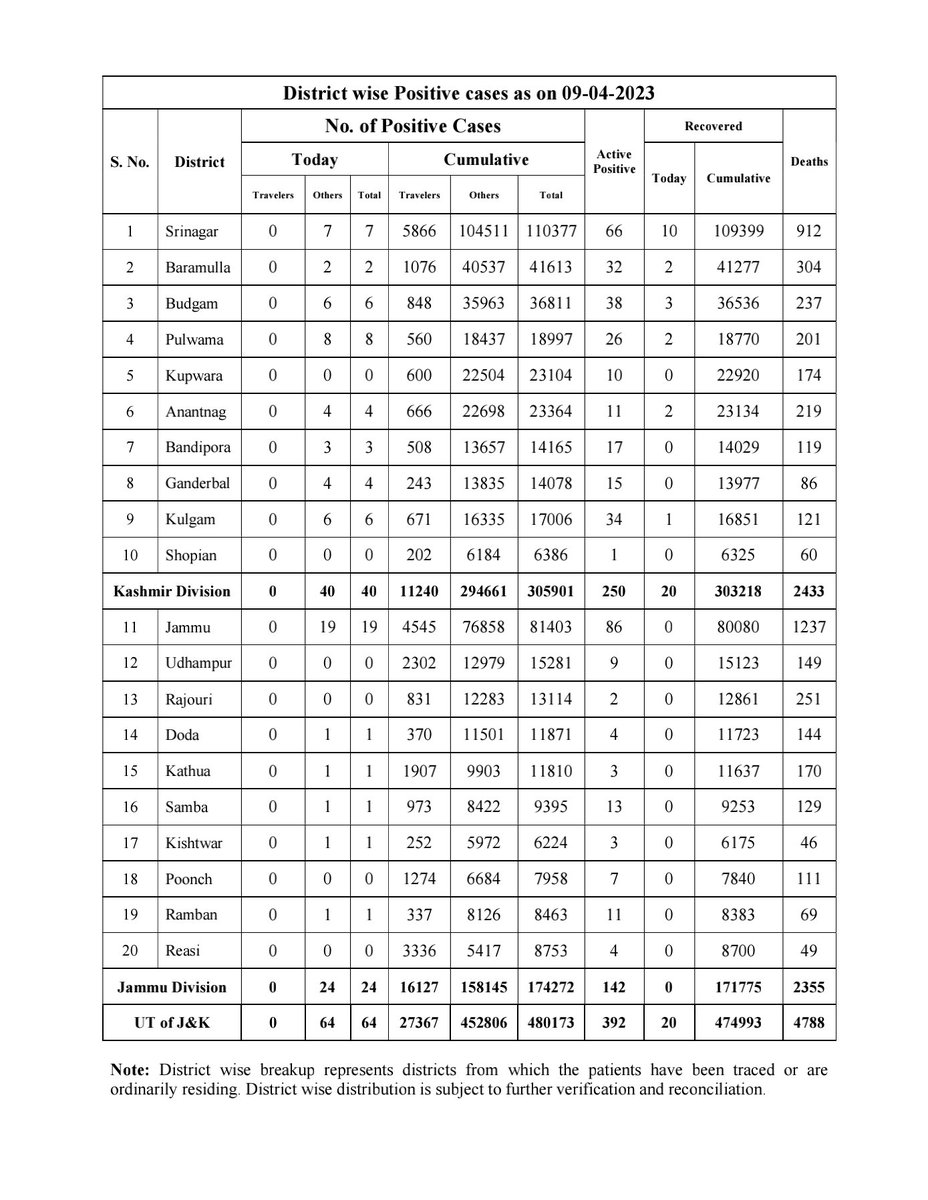 District wise Positive cases as on 09-04-2023
S. No. District No. of Positive Cases Active Positive Recovered Deaths
Today Cumulative Today Cumulative
Travelers Others Total Travelers Others Total
1 Srinagar 0 7 7 5866 104511 110377 66 10 109399 912
2 Baramulla 0 2 2 1076 40537 41613 32 2 41277 304
3 Budgam 0 6 6 848 35963 36811 38 3 36536 237
4 Pulwama 0 8 8 560 18437 18997 26 2 18770 201
5 Kupwara 0 0 0 600 22504 23104 10 0 22920 174
6 Anantnag 0 4 4 666 22698 23364 11 2 23134 219
7 Bandipora 0 3 3 508 13657 14165 17 0 14029 119
8 Ganderbal 0 4 4 243 13835 14078 15 0 13977 86
9 Kulgam 0 6 6 671 16335 17006 34 1 16851 121
10 Shopian 0 0 0 202 6184 6386 1 0 6325 60
Kashmir Division 0 40 40 11240 294661 305901 250 20 303218 2433
11 Jammu 0 19 19 4545 76858 81403 86 0 80080 1237
12 Udhampur 0 0 0 2302 12979 15281 9 0 15123 149
13 Rajouri 0 0 0 831 12283 13114 2 0 12861 251
14 Doda 0 1 1 370 11501 11871 4 0 11723 144
15 Kathua 0 1 1 1907 9903 11810 3 0 11637 170
16 Samba 0 1 1 973 8422 9395 13 0 9253 129
17 Kishtwar 0 1 1 252 5972 6224 3 0 6175 46
18 Poonch 0 0 0 1274 6684 7958 7 0 7840 111
19 Ramban 0 1 1 337 8126 8463 11 0 8383 69
20 Reasi 0 0 0 3336 5417 8753 4 0 8700 49
Jammu Division 0 24 24 16127 158145 174272 142 0 171775 2355
UT of J&K 0 64 64 27367 452806 480173 392 20 474993 4788
Note: District wise breakup represents districts from which the patients have been traced or are
ordinarily residing. District wise distribution is subject to further verification and reconciliation.